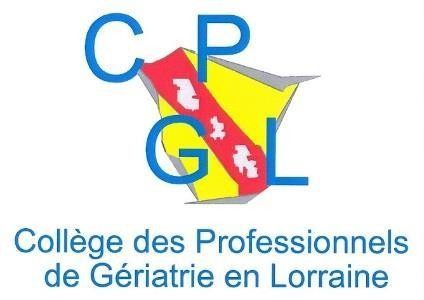 C P
G L
Collège des Professionnels
de Gériatrie en Lorraine